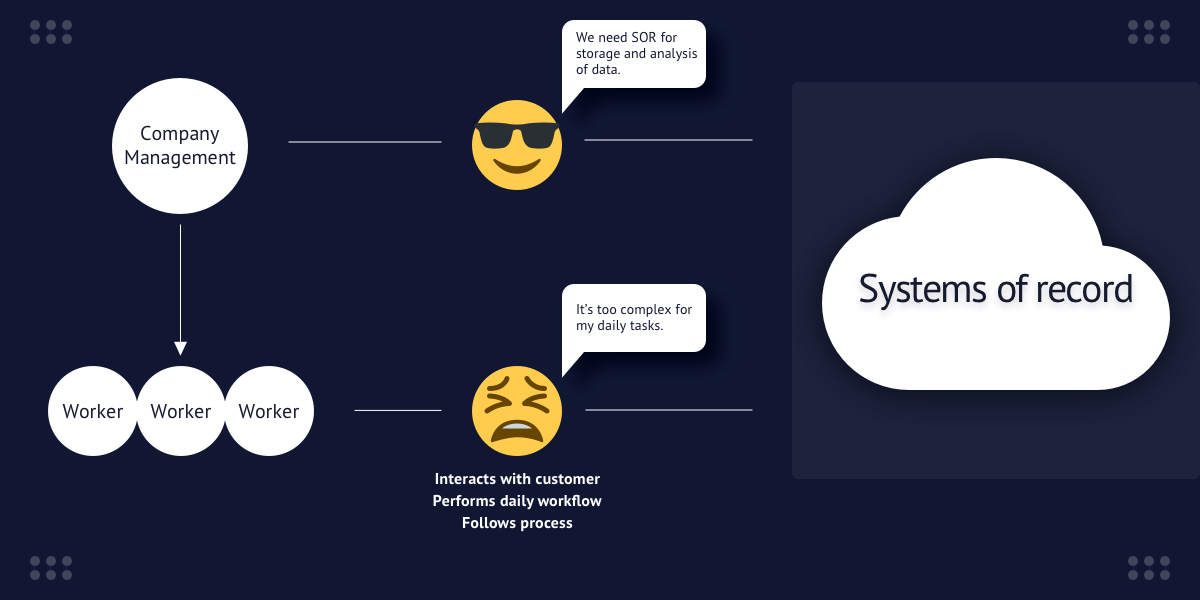 We need SOR for
storage and analysis
of data.
Company
Management
Systems of record
It's too complex for
my daily tasks.
Worker Worker Worker
Interacts with customer
Performs daily workflow
Follows process